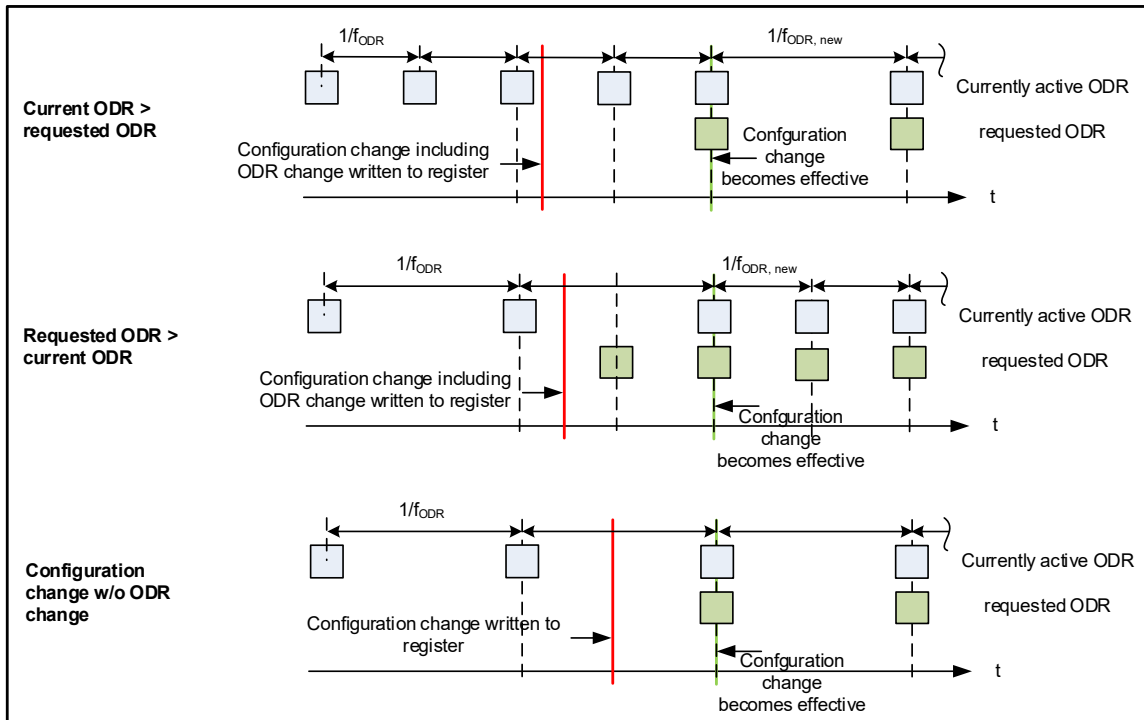 1/fODR
1/fODR, new
Current ODR >
requested ODR
Currently active ODR
requested ODR
Configuration change including
ODR change written to register
Confguration
change
becomes effective
t
1/fODR
1/fODR, new
Requested ODR >
current ODR
Currently active ODR
requested ODR
Configuration change including
ODR change written to register
Confguration
change
becomes effective
t
1/fODR
Configuration
change w/o ODR
change
Currently active ODR
requested ODR
Configuration change written to
register
Confguration
change
becomes effective
t